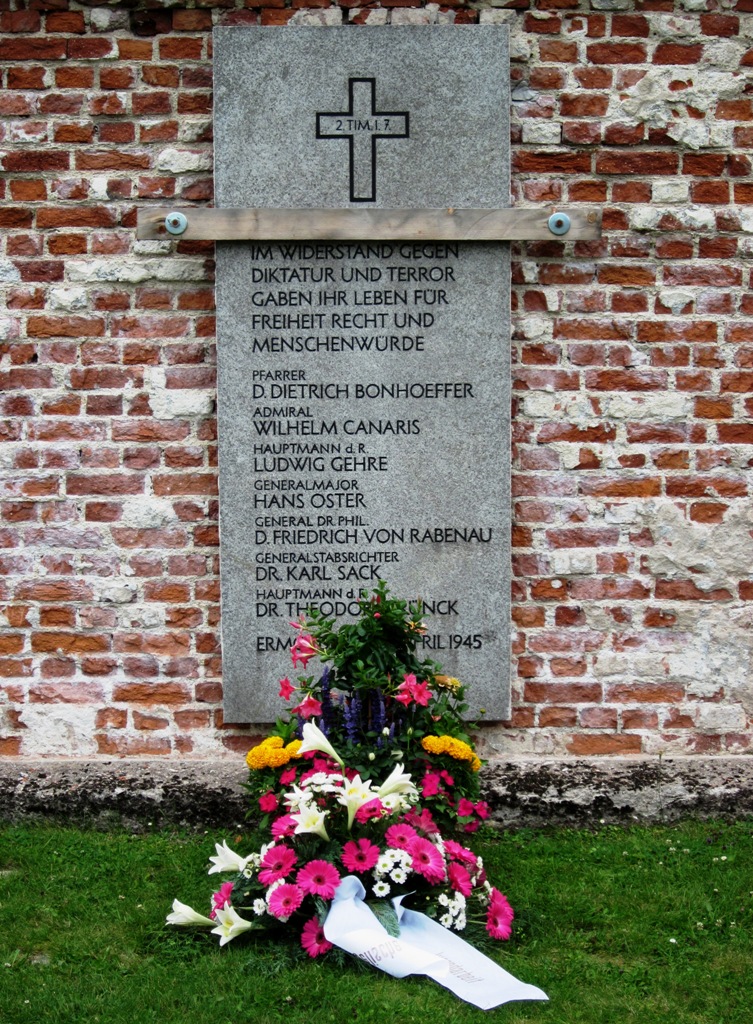 2. TIM. 1. 7.
IM WIDERSTAND GEGEN
DIKTATUR UND TERROR
GABEN IHR LEBEN FÜR
FREIHEIT RECHT UND
MENSCHENWÜRDE
PFARRER
D. DIETRICH BONHOEFFER
ADMIRAL
WILHELM CANARIS
HAUPTMANN d. R.
LUDWIG GEHRE
GENERALMAJOR
HANS OSTER
GENERAL DR. PHIL.
D. FRIEDRICH VON RABENAU
GENERALSTABSRICHTER
DR. KARL SACK
HAUPTMANN d.
DR.
1945